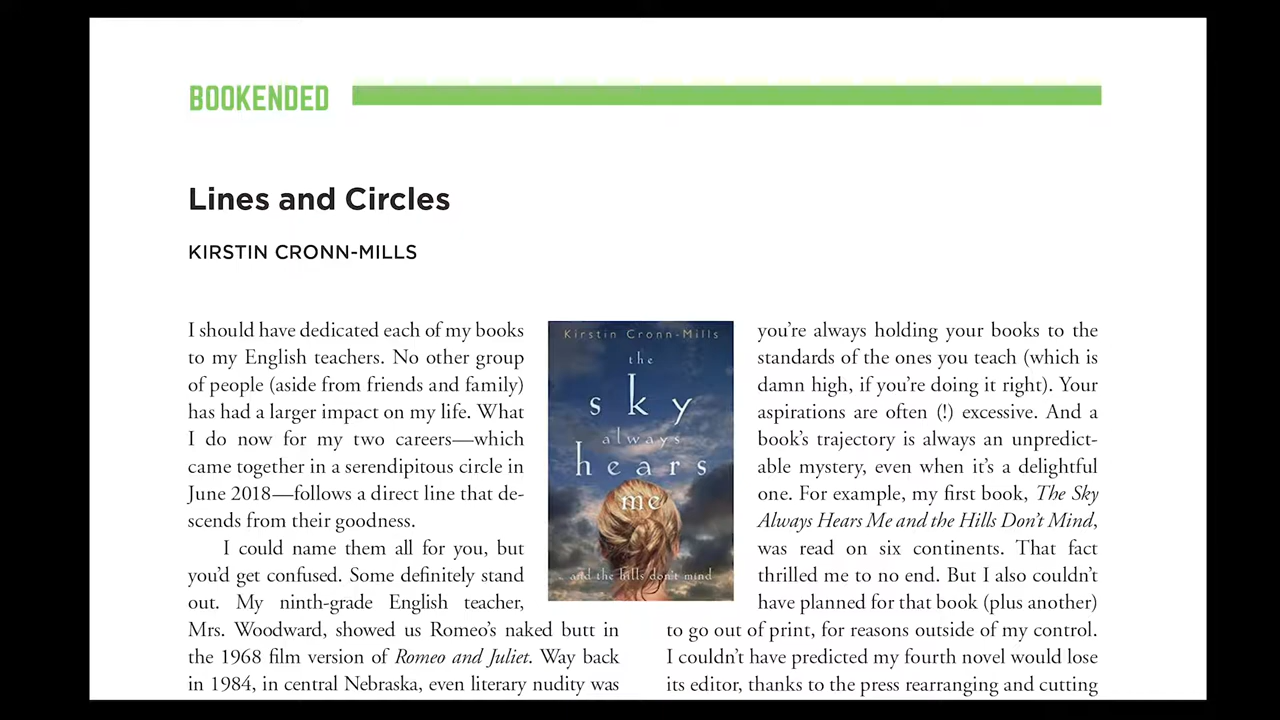 BOOKENDED
Lines and Circles
KIRSTIN CRONN-MILLS
I should have dedicated each of my books
to my English teachers. No other group
of people (aside from friends and family)
has had a larger impact on my life. What
I do now for my two careers—which
came together in a serendipitous circle in
June 2018—follows a direct line that de-
scends from their goodness.
I could name them all for you, but
you'd get confused. Some definitely stand
out. My ninth-grade English teacher,
Mrs. Woodward, showed us Romeo's naked butt in
the 1968 film version of Romeo and Juliet. Way back
in 1984, in central Nebraska, even literary nudity was
Kirstin Cronn-Mills
the
sky
always
hears
me
and the hills don't mind
you're always holding your books to the
standards of the ones you teach (which is
damn high, if you're doing it right). Your
aspirations are often (!) excessive. And a
book's trajectory is always an unpredict-
able mystery, even when it's a delightful
one. For example, my first book, The Sky
Always Hears Me and the Hills Don't Mind,
was read on six continents. That fact
thrilled me to no end. But I also couldn't
have planned for that book (plus another)
to go out of print, for reasons outside of my control.
I couldn't have predicted my fourth novel would lose
its editor, thanks to the press rearranging and cutting